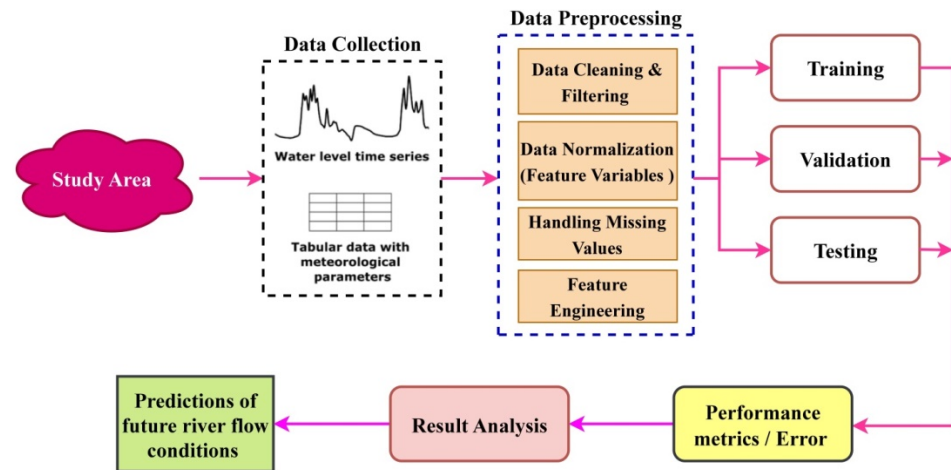 Study Area
Data Collection
Water level time series
Tabular data with
meteorological
parameters
Data Preprocessing
Data Cleaning &
Filtering
Data Normalization
(Feature Variables )
Handling Missing
Values
Feature
Engineering
Training
Validation
Testing
Performance
metrics / Error
Result Analysis
Predictions of
future river flow
conditions